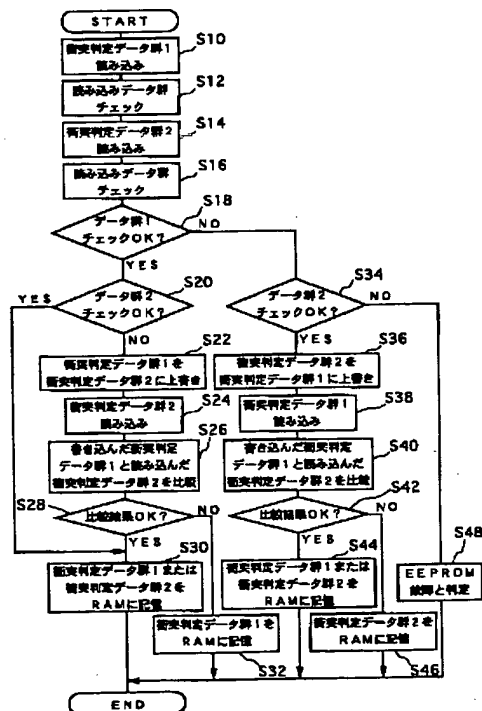 START
S10
衝突判定データ群1
読み込み
S12
読み込みデータ群
チェック
S14
衝突判定データ群2
読み込み
S16
読み込みデータ群
チェック
S18
データ群1
チェックOK?
NO
YES
S20
YES
データ群2
チェックOK?
NO
S34
データ群2
チェックOK?
NO
YES
S22
衝突判定データ群1を
衝突判定データ群2に上書き
S36
衝突判定データ群2を
衝突判定データ群1に上書き
S24
衝突判定データ群2
読み込み
S38
衝突判定データ群1
読み込み
S26
書き込んだ衝突判定
データ群1と読み込んだ
衝突判定データ群2を比較
S40
書き込んだ衝突判定
データ群1と読み込んだ
衝突判定データ群2を比較
S28
比較結果OK?
NO
YES
S42
比較結果OK?
NO
YES
S30
衝突判定データ群1または
衝突判定データ群2を
RAMに記憶
S44
衝突判定データ群1または
衝突判定データ群2を
RAMに記憶
S48
EEPROM
故障と判定
衝突判定データ群1を
RAMに記憶
S32
衝突判定データ群2を
RAMに記憶
S46
END